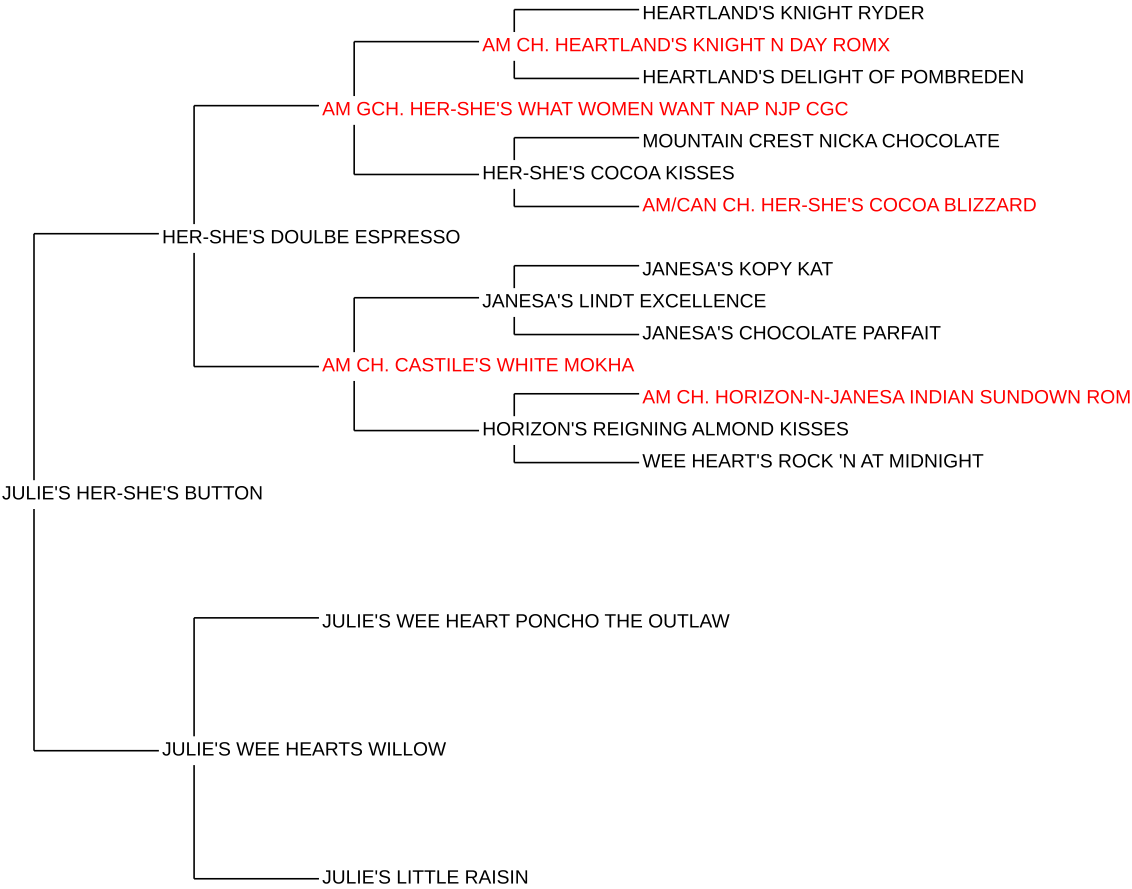 HEARTLAND'S KNIGHT RYDER
AM CH. HEARTLAND'S KNIGHT N DAY ROMX
HEARTLAND'S DELIGHT OF POMBREDEN
AM GCH. HER-SHE'S WHAT WOMEN WANT NAP NJP CGC
MOUNTAIN CREST NICKA CHOCOLATE
HER-SHE'S COCOA KISSES
AM/CAN CH. HER-SHE'S COCOA BLIZZARD
HER-SHE'S DOULBE ESPRESSO
JANESA'S KOPY KAT
JANESA'S LINDT EXCELLENCE
JANESA'S CHOCOLATE PARFAIT
AM CH. CASTILE'S WHITE MOKHA
AM CH. HORIZON-N-JANESA INDIAN SUNDOWN ROM
HORIZON'S REIGNING ALMOND KISSES
WEE HEART'S ROCK 'N AT MIDNIGHT
JULIE'S HER-SHE'S BUTTON
JULIE'S WEE HEART PONCHO THE OUTLAW
JULIE'S WEE HEARTS WILLOW
JULIE'S LITTLE RAISIN